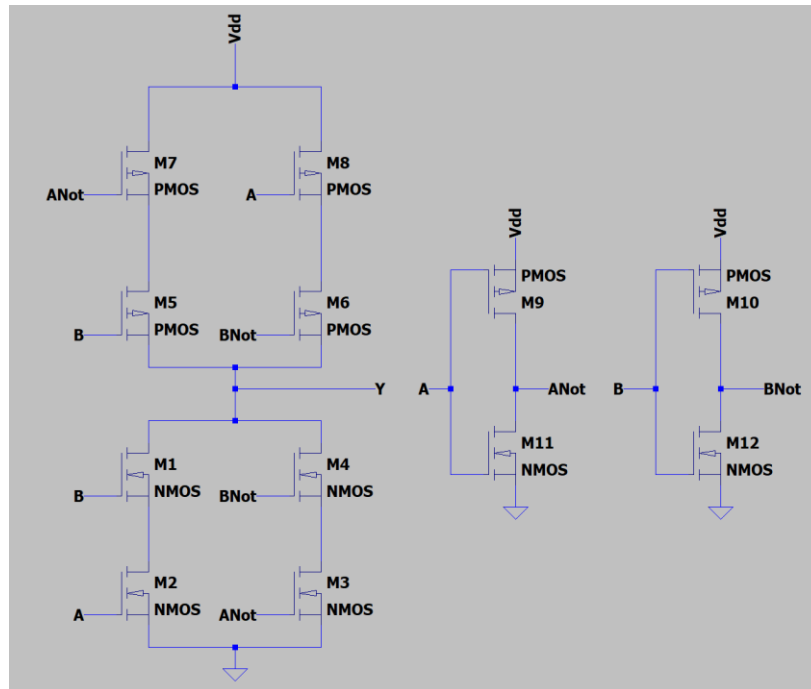 Vdd
M7
PMOS
ANot
M8
PMOS
A
M5
PMOS
B
M6
PMOS
BNot
Y
M1
NMOS
B
M4
NMOS
BNot
M2
NMOS
A
M3
NMOS
ANot
Vdd
PMOS
M9
A
ANot
M11
NMOS
Vdd
PMOS
M10
B
BNot
M12
NMOS